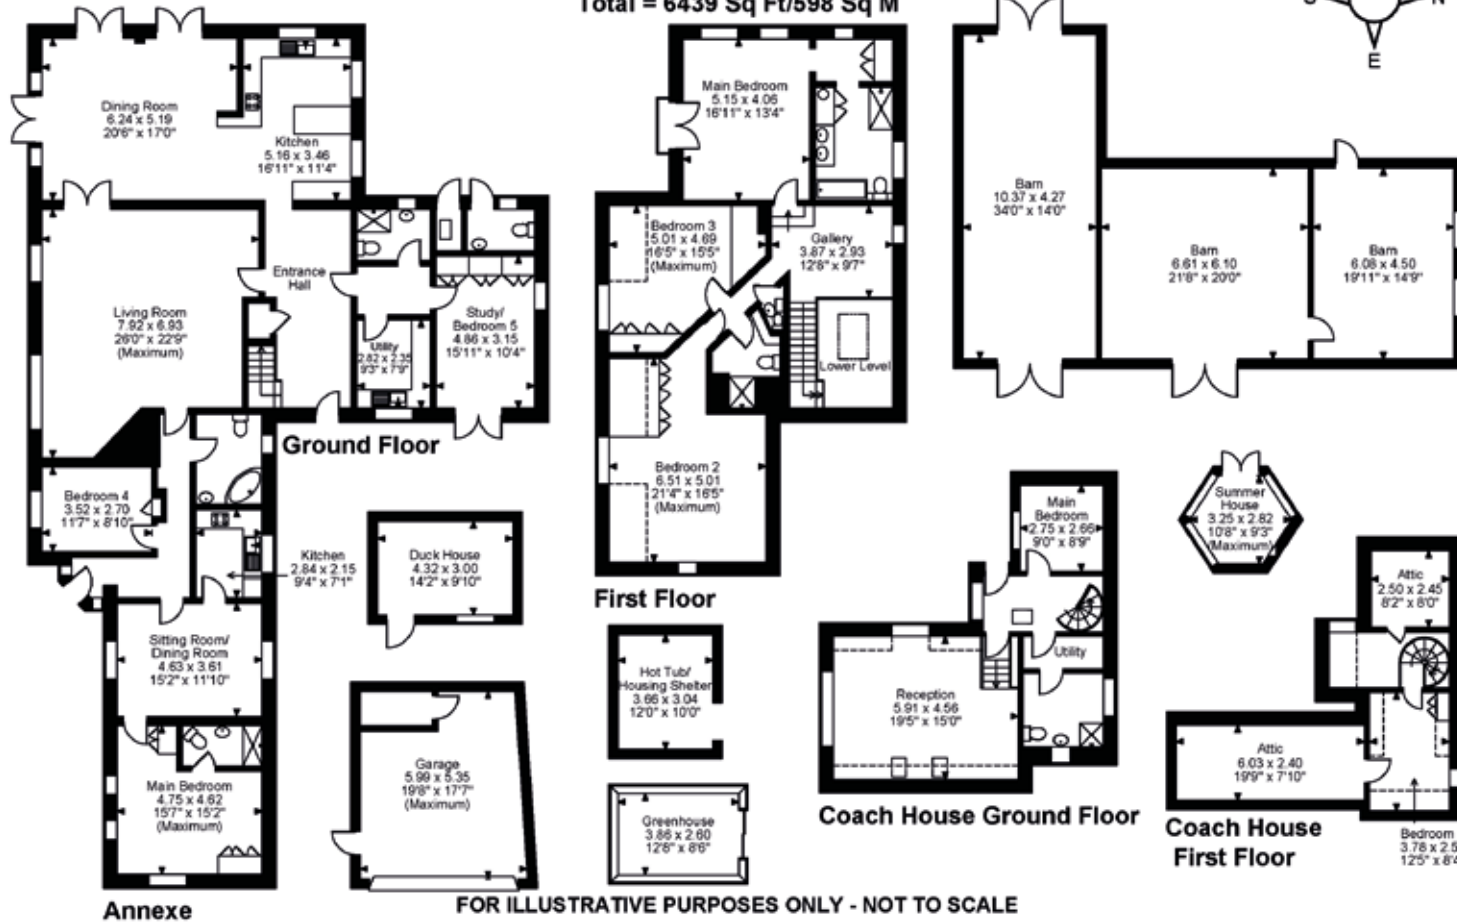 Total = 6439 Sq Ft/598 Sq M
N
E
Dining Room
6.24 x 5.19
20'6" x 17'0"
Kitchen
5.16 x 3.46
16'11" x 11'4"
Entrance
Hall
Living Room
7.92 x 6.93
26'0" x 22'9"
(Maximum)
Utility
2.82 x 2.35
9'3" x 7'9"
Study/
Bedroom 5
4.86 x 3.15
15'11" x 10'4"
Ground Floor
Bedroom 4
3.52 x 2.70
11'7" x 8'10"
Kitchen
2.84 x 2.15
9'4" x 7'1"
Sitting Room/
Dining Room
4.63 x 3.61
15'2" x 11'10"
Main Bedroom
4.75 x 4.62
15'7" x 15'2"
(Maximum)
Annexe
Duck House
4.32 x 3.00
14'2" x 9'10"
Garage
5.99 x 5.35
19'8" x 17'7"
(Maximum)
Main Bedroom
5.15 x 4.06
16'11" x 13'4"
Bedroom 3
5.01 x 4.69
16'5" x 15'5"
(Maximum)
Gallery
3.87 x 2.93
12'8" x 9'7"
Lower Level
Bedroom 2
6.51 x 5.01
21'4" x 16'5"
(Maximum)
First Floor
Hot Tub/
Housing Shelter
3.66 x 3.04
12'0" x 10'0"
Greenhouse
3.86 x 2.60
12'8" x 8'6"
Barn
10.37 x 4.27
34'0" x 14'0"
Barn
6.61 x 6.10
21'8" x 20'0"
Barn
6.08 x 4.50
19'11" x 14'9"
Summer
House
3.25 x 2.82
10'8" x 9'3"
(Maximum)
Main
Bedroom
2.75 x 2.66
9'0" x 8'9"
Utility
Reception
5.91 x 4.56
19'5" x 15'0"
Coach House Ground Floor
Attic
2.50 x 2.45
8'2" x 8'0"
Attic
6.03 x 2.40
19'9" x 7'10"
Bedroom
3.78 x 2.5
12'5" x 8'4
Coach House
First Floor
FOR ILLUSTRATIVE PURPOSES ONLY - NOT TO SCALE